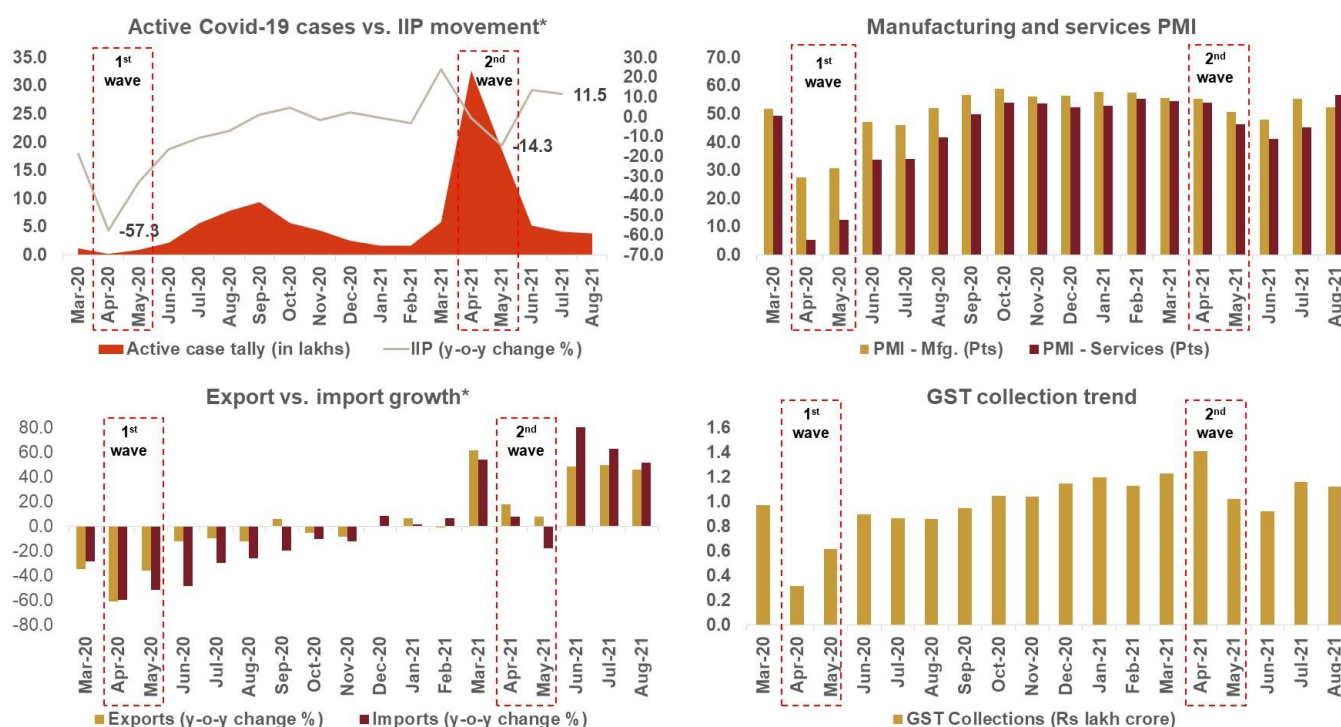 Active Covid-19 cases vs. IIP movement*
35.0
30.0
25.0
20.0
15.0
10.0
5.0
0.0
1st
wave
2nd
wave
30.0
20.0
10.0
0.0
-10.0
-20.0
-30.0
-40.0
-50.0
-60.0
-70.0
11.5
-14.3
-57.3
Mar-20
Apr-20
May-20
Jun-20
Jul-20
Aug-20
Sep-20
Oct-20
Nov-20
Dec-20
Jan-21
Feb-21
Mar-21
Apr-21
May-21
Jun-21
Jul-21
Aug-21
Active case tally (in lakhs)
IIP (y-o-y change %)
Manufacturing and services PMI
70.0
60.0
50.0
40.0
30.0
20.0
10.0
0.0
1st
wave
2nd
wave
Mar-20
Apr-20
May-20
Jun-20
Jul-20
Aug-20
Sep-20
Oct-20
Nov-20
Dec-20
Jan-21
Feb-21
Mar-21
Apr-21
May-21
Jun-21
Jul-21
Aug-21
PMI - Mfg. (Pts)
PMI - Services (Pts)
Export vs. import growth*
80.0
60.0
40.0
20.0
0.0
-20.0
-40.0
-60.0
-80.0
1st
wave
2nd
wave
Mar-20
Apr-20
May-20
Jun-20
Jul-20
Aug-20
Sep-20
Oct-20
Nov-20
Dec-20
Jan-21
Feb-21
Mar-21
Apr-21
May-21
Jun-21
Jul-21
Aug-21
Exports (y-o-y change %)
Imports (y-o-y change %)
GST collection trend
1.6
1.4
1.2
1.0
0.8
0.6
0.4
0.2
0.0
1st
wave
2nd
wave
Mar-20
Apr-20
May-20
Jun-20
Jul-20
Aug-20
Sep-20
Oct-20
Nov-20
Dec-20
Jan-21
Feb-21
Mar-21
Apr-21
May-21
Jun-21
Jul-21
Aug-21
GST Collections (Rs lakh crore)